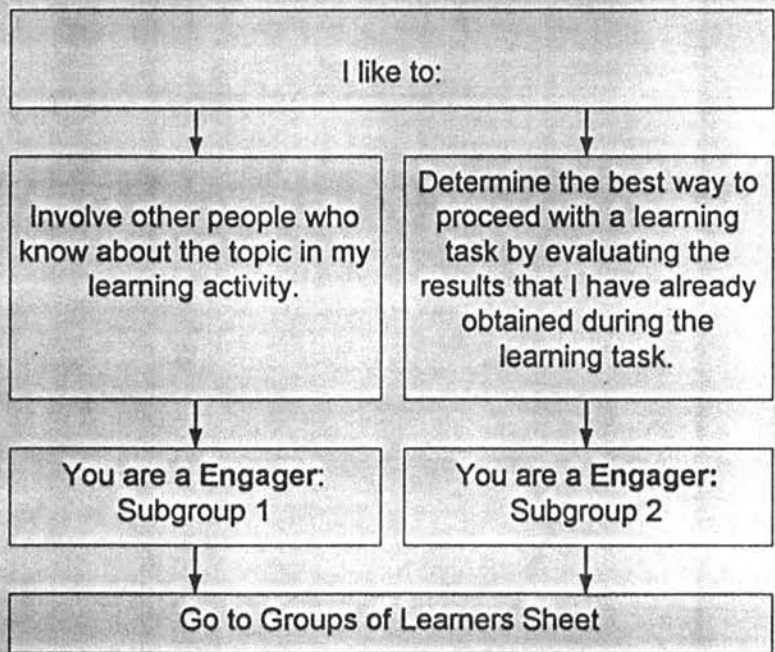 I like to:
Involve other people who
know about the topic in my
learning activity.
Determine the best way to
proceed with a learning
task by evaluating the
results that I have already
obtained during the
learning task.
You are a Engager:
Subgroup 1
You are a Engager:
Subgroup 2
Go to Groups of Learners Sheet